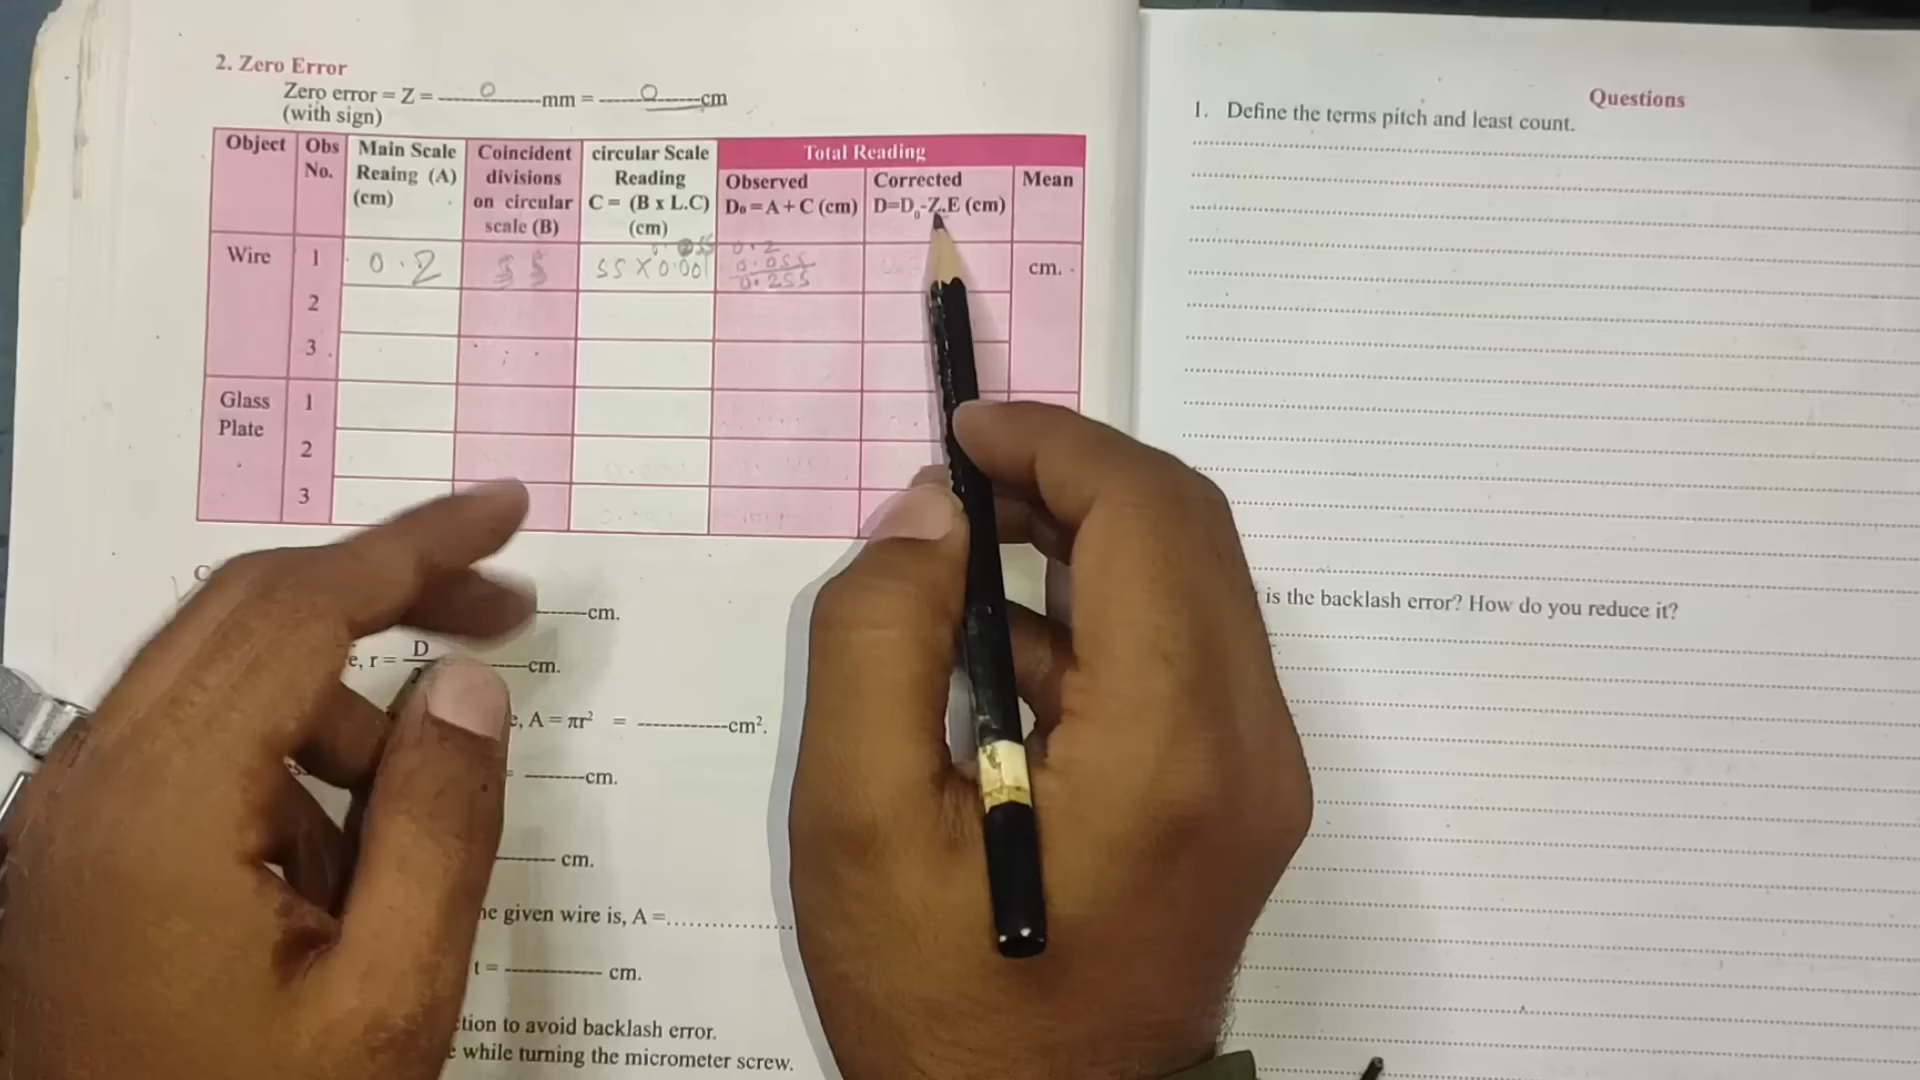 2. Zero Error
Zero error = Z = 0 mm = 0 cm
(with sign)
Object Obs No. Main Scale Reaing (A) (cm) Coincident divisions on circular scale (B) circular Scale Reading C = (B x L.C) (cm) Total Reading
Observed D₀ = A + C (cm) Corrected D=D₀-Z.E (cm) Mean
Wire 1 0.2 55 55 X 0.001 0.055 0.2 0.055 0.255 cm.
2
3
Glass Plate 1
2
3
cm.
e, r = D cm.
e, A = πr² = cm².
= cm.
cm.
he given wire is, A =
t = cm.
ction to avoid backlash error.
e while turning the micrometer screw.
Questions
1. Define the terms pitch and least count.
is the backlash error? How do you reduce it?